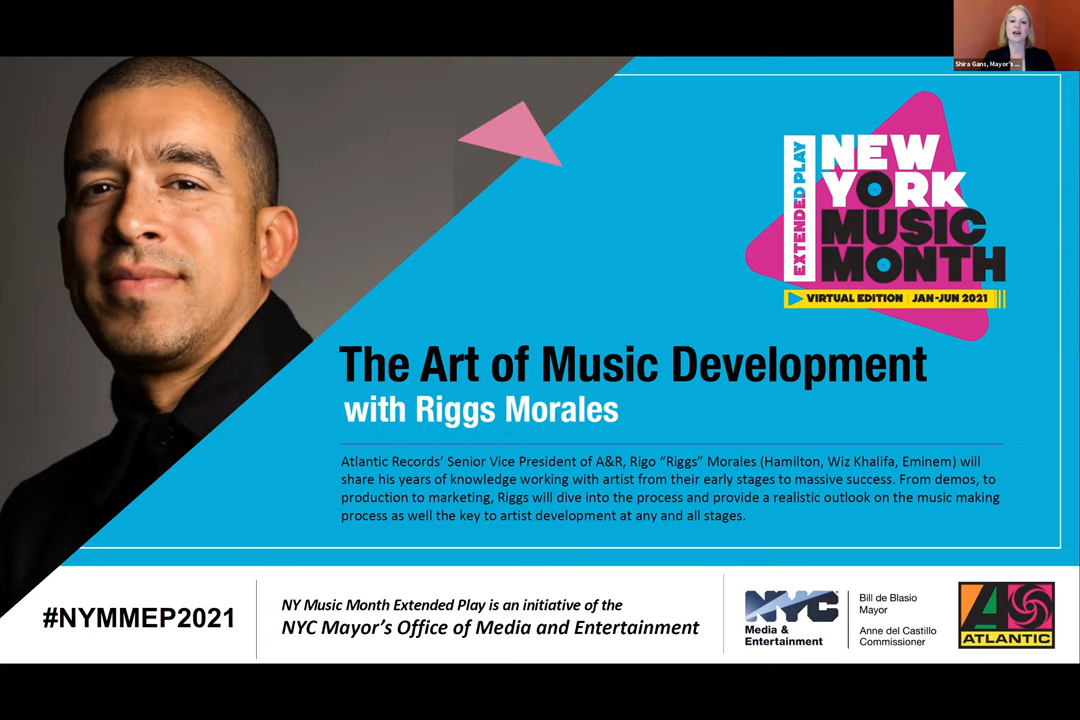 Shira Gans, Mayor's ...
EXTENDED PLAY
NEW
YORK
MUSIC
MONTH
VIRTUAL EDITION | JAN-JUN 2021
The Art of Music Development
with Riggs Morales
Atlantic Records’ Senior Vice President of A&R, Rigo “Riggs” Morales (Hamilton, Wiz Khalifa, Eminem) will
share his years of knowledge working with artist from their early stages to massive success. From demos, to
production to marketing, Riggs will dive into the process and provide a realistic outlook on the music making
process as well the key to artist development at any and all stages.
#NYMMEP2021
NY Music Month Extended Play is an initiative of the
NYC Mayor’s Office of Media and Entertainment
NYC
Media &
Entertainment
Bill de Blasio
Mayor
Anne del Castillo
Commissioner
ATLANTIC